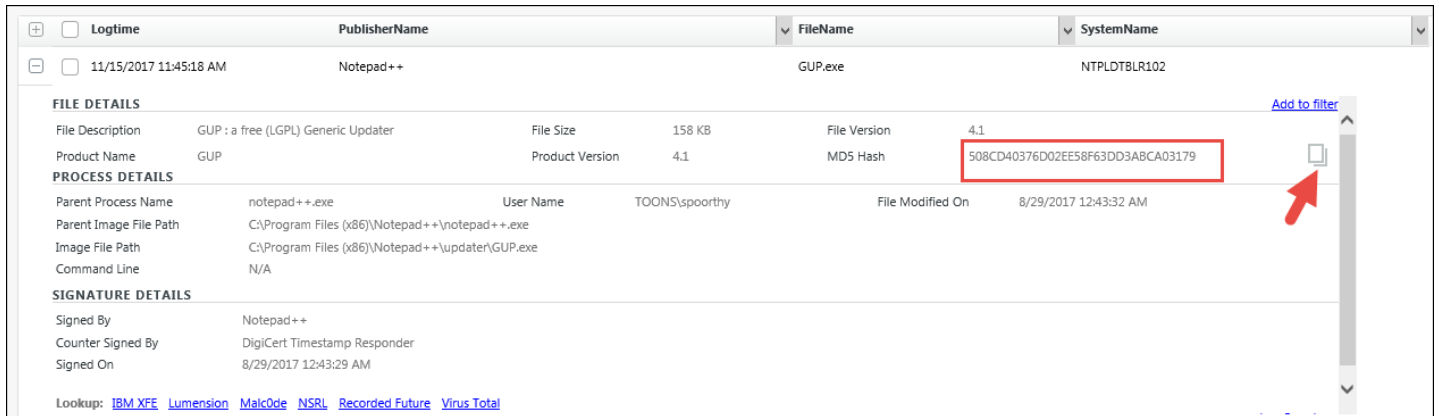 Logtime PublisherName FileName SystemName
11/15/2017 11:45:18 AM Notepad++ GUP.exe NTPLDTBLR102
FILE DETAILS Add to filter
File Description GUP : a free (LGPL) Generic Updater File Size 158 KB File Version 4.1
Product Name GUP Product Version 4.1 MD5 Hash 508CD40376D02EE58F63DD3ABCA03179
PROCESS DETAILS
Parent Process Name notepad++.exe User Name TOONS\spoorthy File Modified On 8/29/2017 12:43:32 AM
Parent Image File Path C:\Program Files (x86)\Notepad++\notepad++.exe
Image File Path C:\Program Files (x86)\Notepad++\updater\GUP.exe
Command Line N/A
SIGNATURE DETAILS
Signed By Notepad++
Counter Signed By DigiCert Timestamp Responder
Signed On 8/29/2017 12:43:29 AM
Lookup: IBM XFE Lumension Malc0de NSRL Recorded Future Virus Total